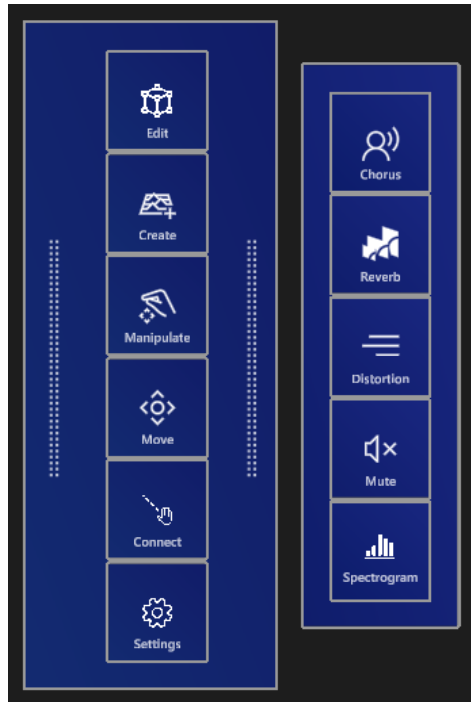 Edit
Create
Manipulate
Move
Connect
Settings
Chorus
Reverb
Distortion
Mute
Spectrogram